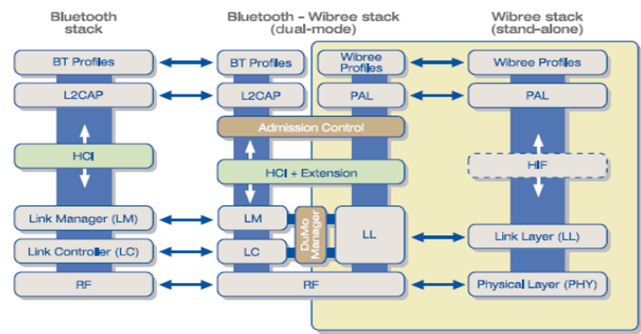 Bluetooth
stack
Bluetooth - Wibree stack
(dual-mode)
Wibree stack
(stand-alone)
BT Profiles
BT Profiles
Wibree
Profiles
Wibree Profiles
L2CAP
L2CAP
PAL
PAL
Admission Control
HCI
HCI + Extension
HIF
Link Manager (LM)
LM
DuMo
Manager
LL
Link Layer (LL)
Link Controller (LC)
LC
RF
RF
Physical Layer (PHY)